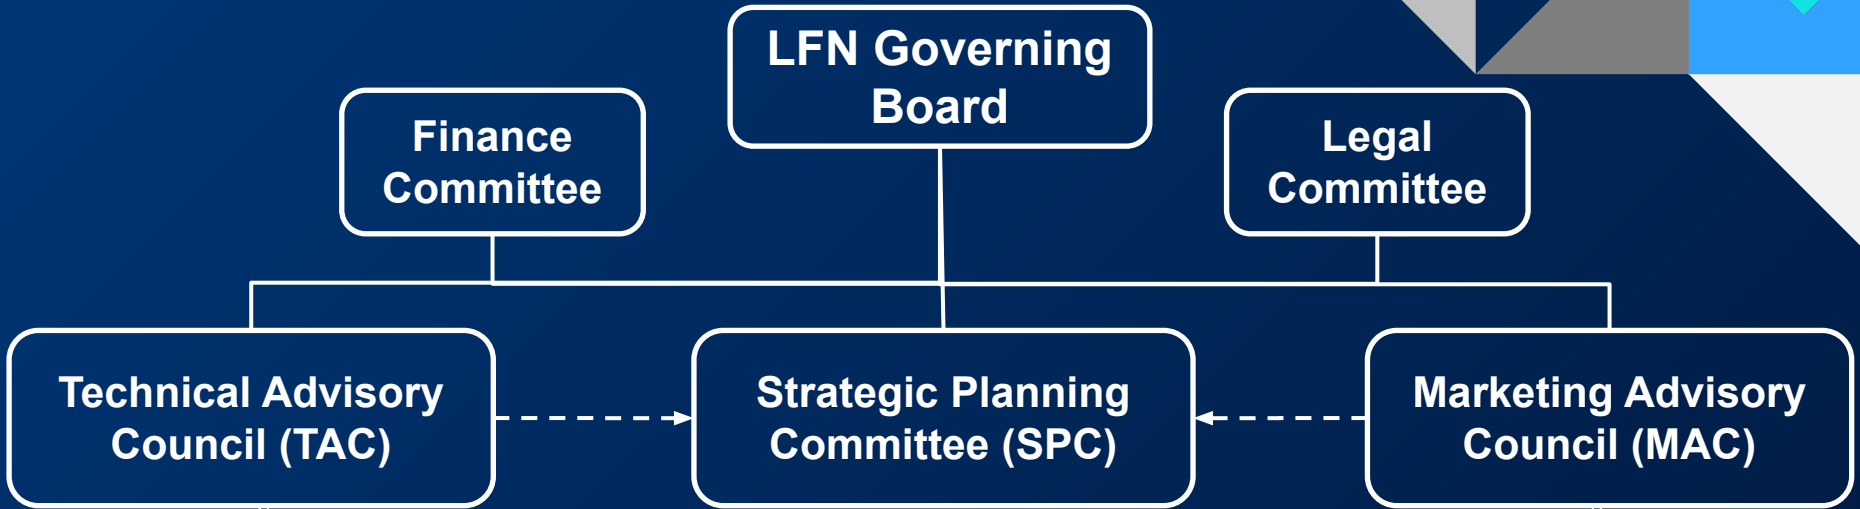 LFN Governing
Board
Finance
Committee
Legal
Committee
Technical Advisory
Council (TAC)
Strategic Planning
Committee (SPC)
Marketing Advisory
Council (MAC)